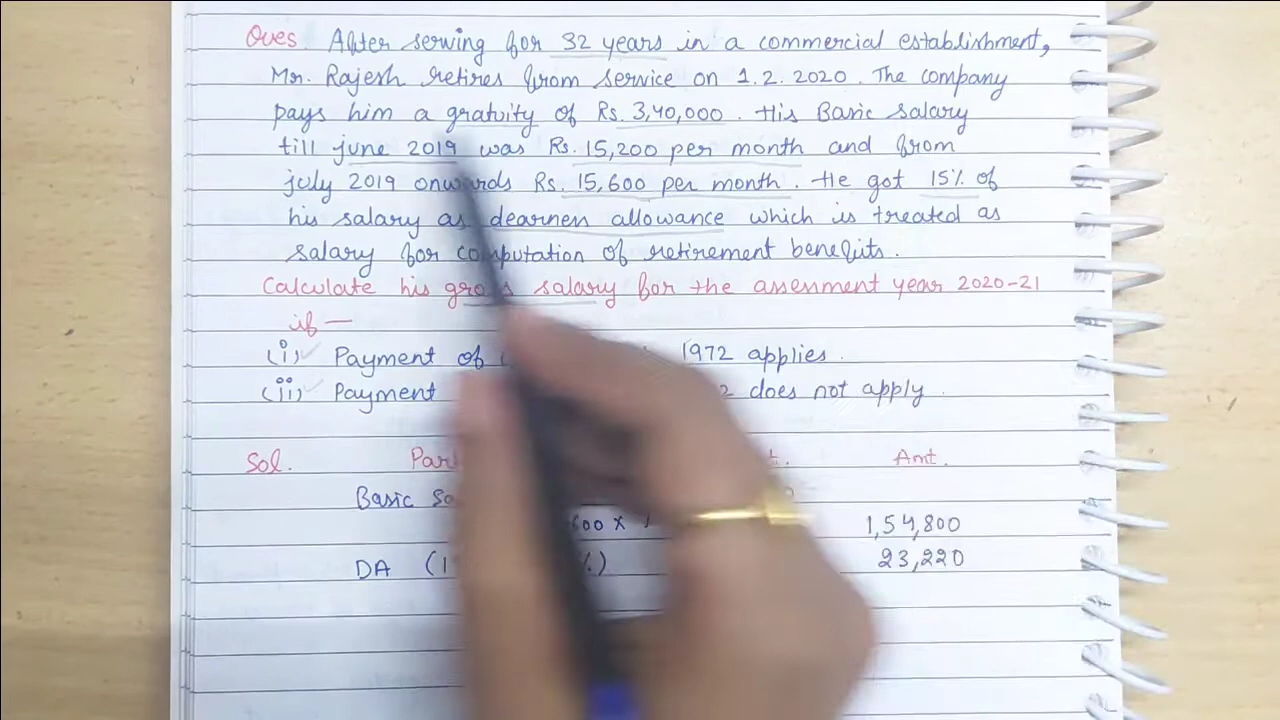 Ques. After serving for 32 years in a commercial establishment,
Mr. Rajesh retires from service on 1.2.2020. The company
pays him a gratuity of Rs. 3,40,000. His Basic salary
till june 2019 was Rs. 15,200 per month and from
july 2019 onwards Rs. 15,600 per month. He got 15% of
his salary as dearness allowance which is treated as
salary for computation of retirement benefits.
Calculate his gross salary for the assessment year 2020-21
if —
(i) Payment of 1972 applies.
(ii) Payment does not apply
Sol. Amt.
Basic
600 × 1,54,800
DA 23,220